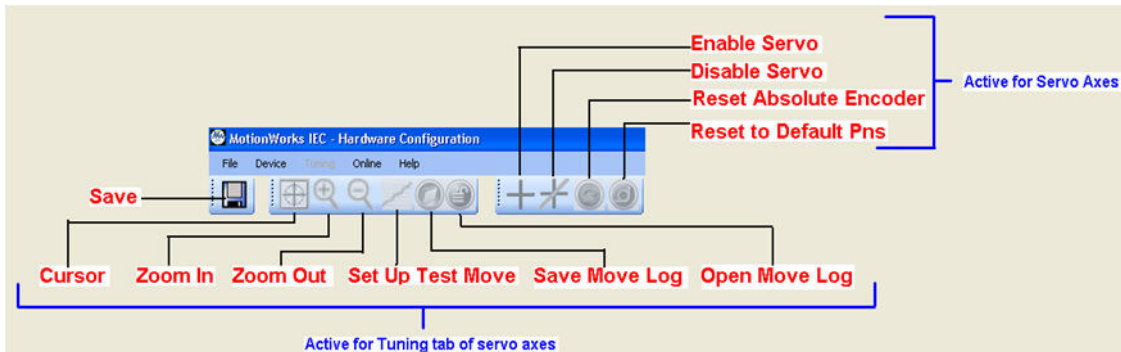 Enable Servo
Disable Servo
Active for Servo Axes
Reset Absolute Encoder
Reset to Default Pns
MotionWorks IEC - Hardware Configuration
File Device Tuning Online Help
Save
Cursor Zoom In Zoom Out Set Up Test Move Save Move Log Open Move Log
Active for Tuning tab of servo axes